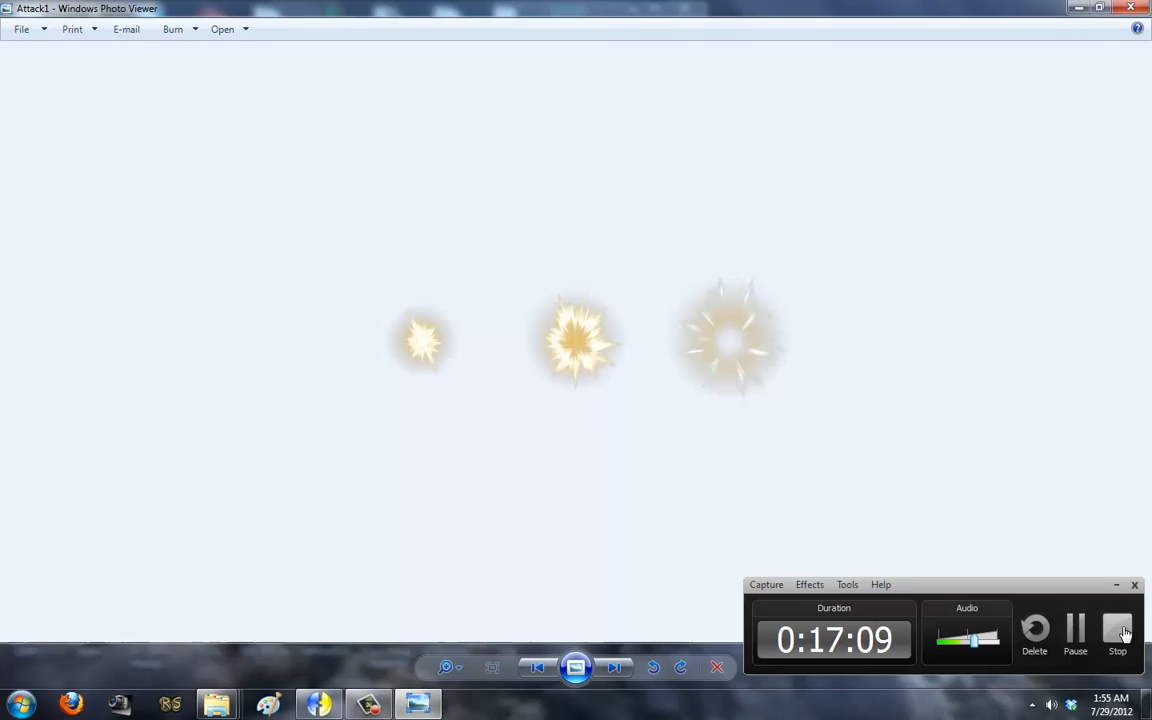 Attack1 - Windows Photo Viewer
File Print E-mail Burn Open
Capture Effects Tools Help
Duration Audio
0:17:09
Delete Pause Stop
RS
1:55 AM
7/29/2012